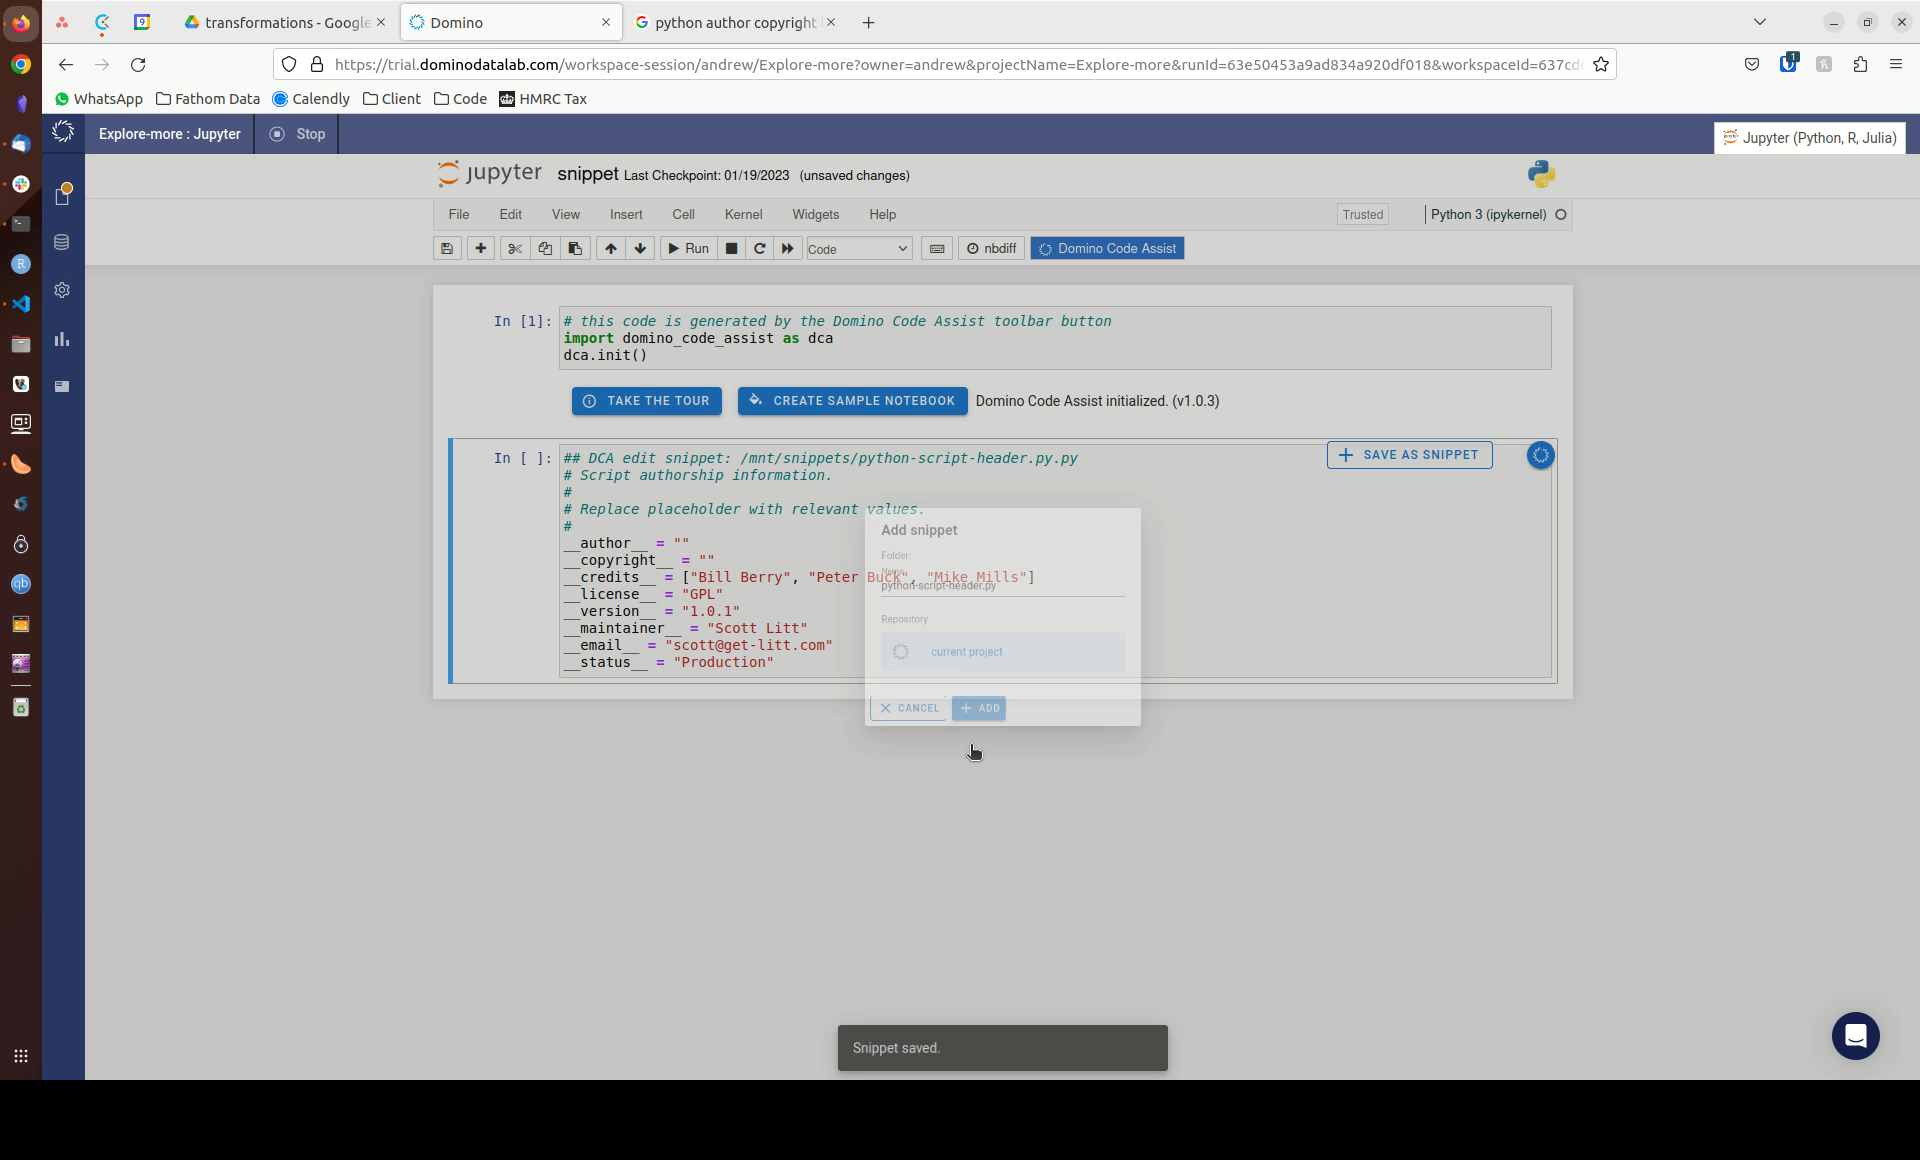 transformations - Google
Domino
python author copyright
https://trial.dominodatalab.com/workspace-session/andrew/Explore-more?owner=andrew&projectName=Explore-more&runId=63e50453a9ad834a920df018&workspaceId=637cd
WhatsApp Fathom Data Calendly Client Code HMRC Tax
Explore-more : Jupyter Stop Jupyter (Python, R, Julia)
jupyter snippet Last Checkpoint: 01/19/2023 (unsaved changes)
File Edit View Insert Cell Kernel Widgets Help Trusted Python 3 (ipykernel)
Run Code nbdiff Domino Code Assist
In [1]: # this code is generated by the Domino Code Assist toolbar button
import domino_code_assist as dca
dca.init()
TAKE THE TOUR CREATE SAMPLE NOTEBOOK Domino Code Assist initialized. (v1.0.3)
In [ ]: ## DCA edit snippet: /mnt/snippets/python-script-header.py.py
SAVE AS SNIPPET
# Script authorship information.
#
# Replace placeholder with relevant values.
#
__author__ = ""
__copyright__ = ""
__credits__ = ["Bill Berry", "Peter Buck", "Mike Mills"]
__license__ = "GPL"
__version__ = "1.0.1"
__maintainer__ = "Scott Litt"
__email__ = "scott@get-litt.com"
__status__ = "Production"
Add snippet
Folder:
Name
python-script-header.py
Repository
current project
CANCEL ADD
Snippet saved.